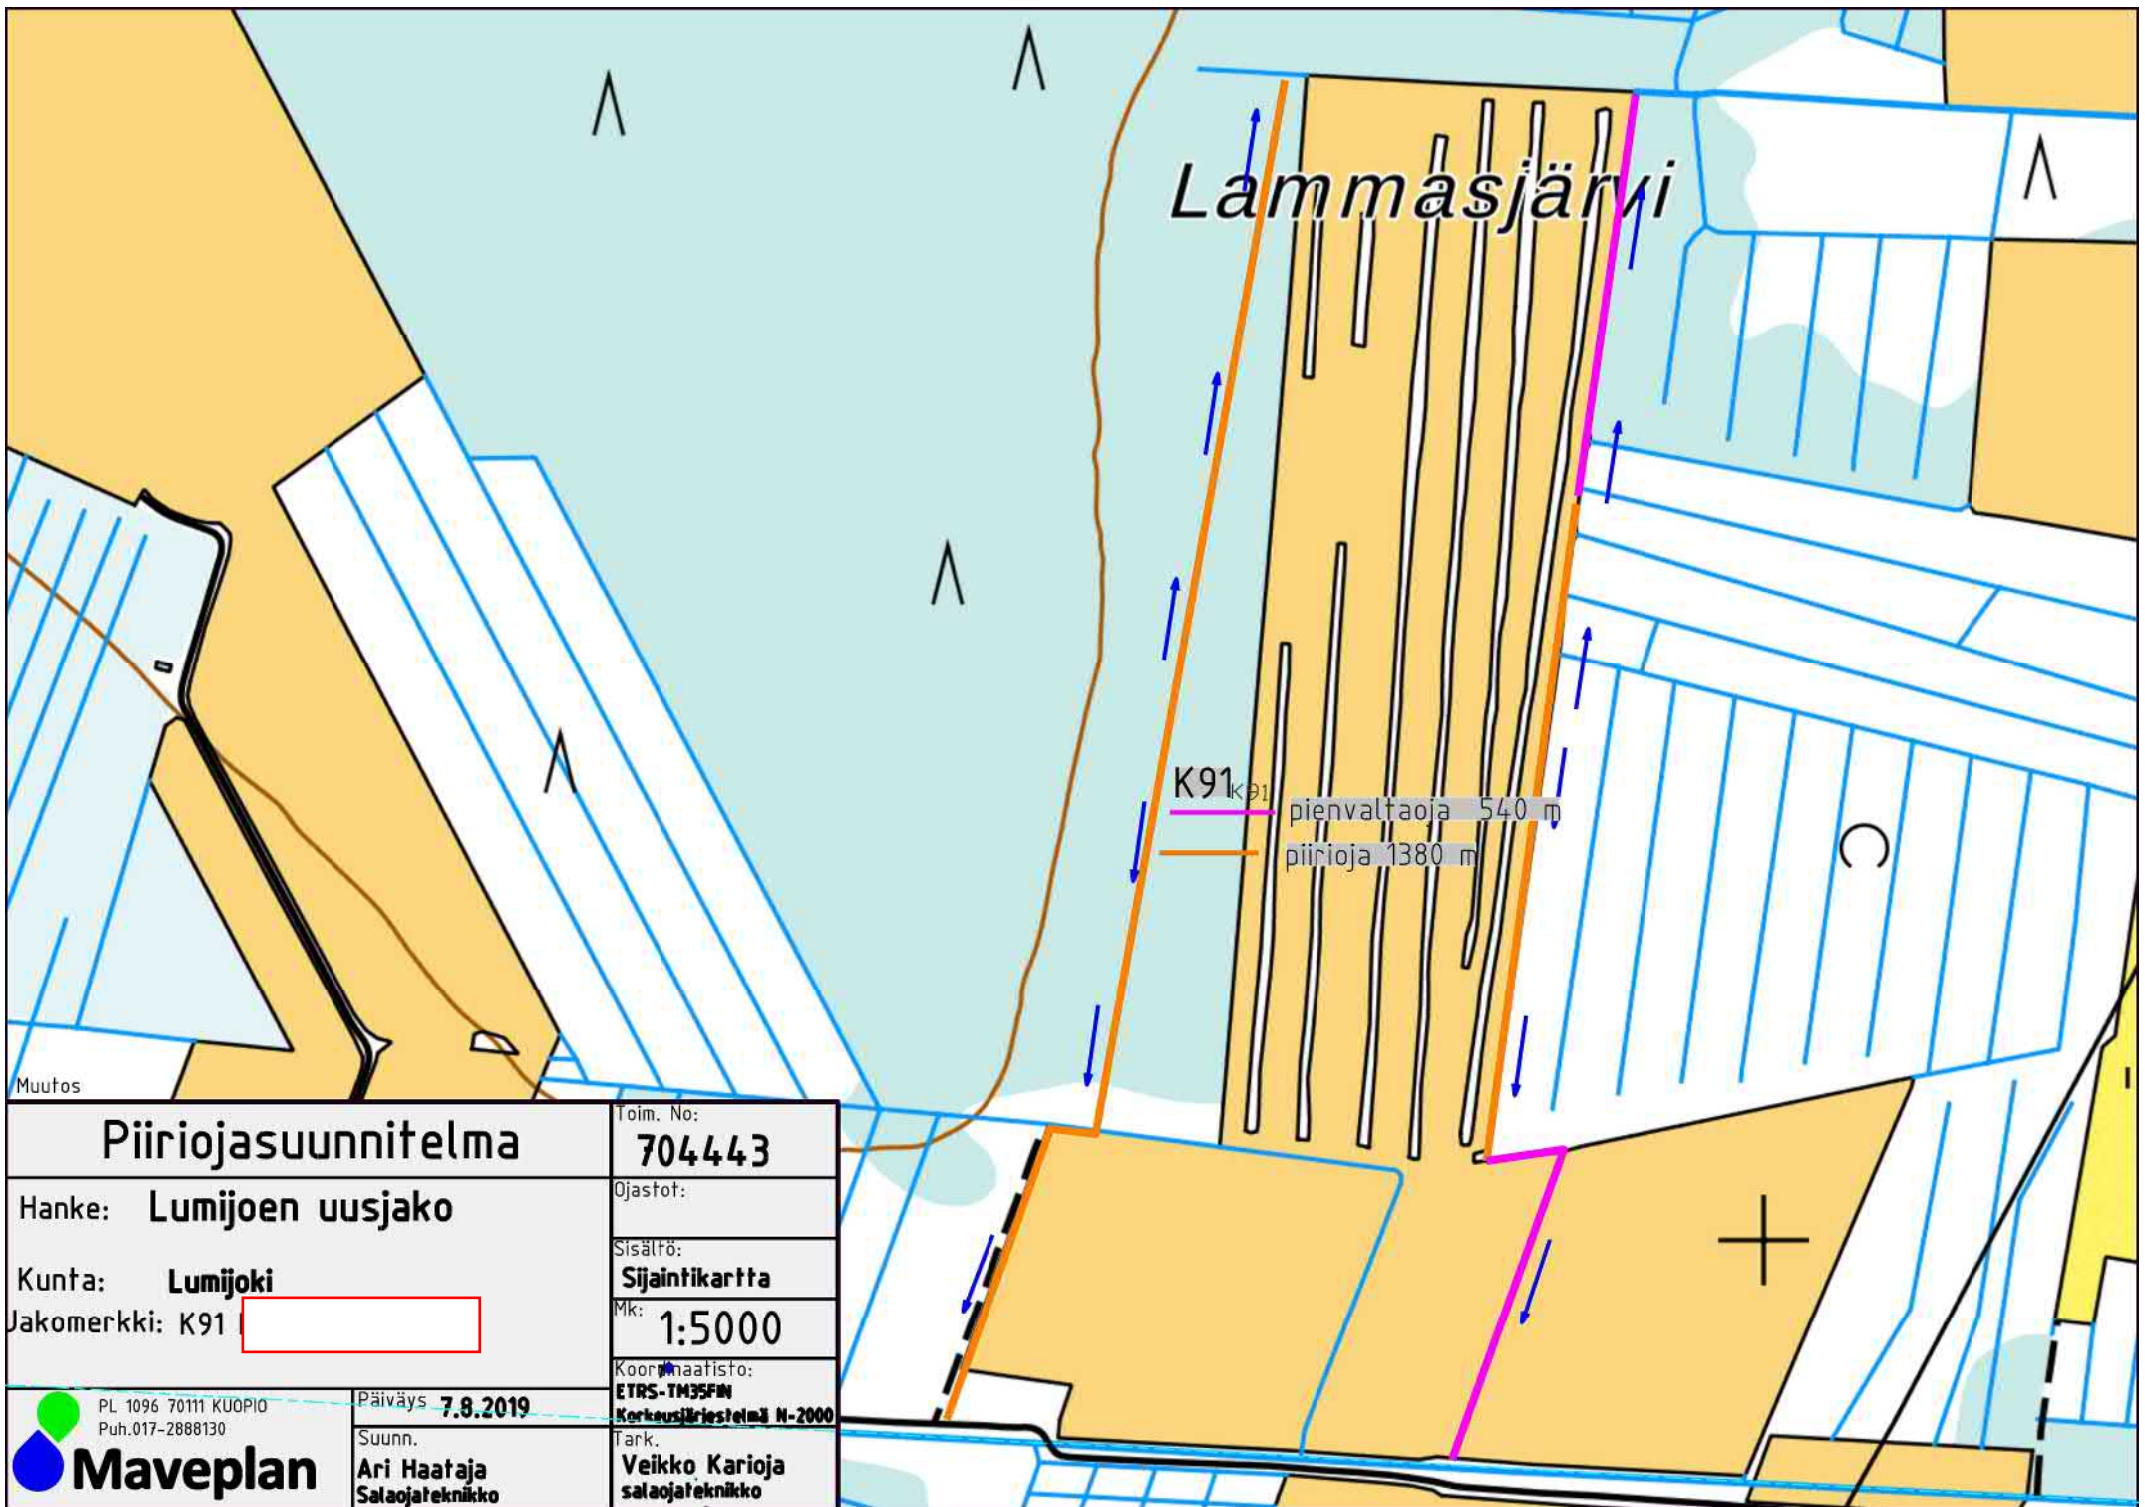 Lammasjärvi
K91
K91
pienvaltaoja 540 m
piirioja 1380 m
Muutos
Piiriojasuunnitelma
Toim. No:
704443
Hanke: Lumijoen uusjako
Ojastot:
Kunta: Lumijoki
Sisältö:
Sijaintikartta
Jakomerkki: K91
Mk:
1:5000
Koordinaatisto:
ETRS-TM35FIN
Korkeusjärjestelmä N-2000
PL 1096 70111 KUOPIO
Puh.017-2888130
Maveplan
Päiväys 7.8.2019
Suunn.
Ari Haataja
Salaojateknikko
Tark.
Veikko Karioja
salaojateknikko